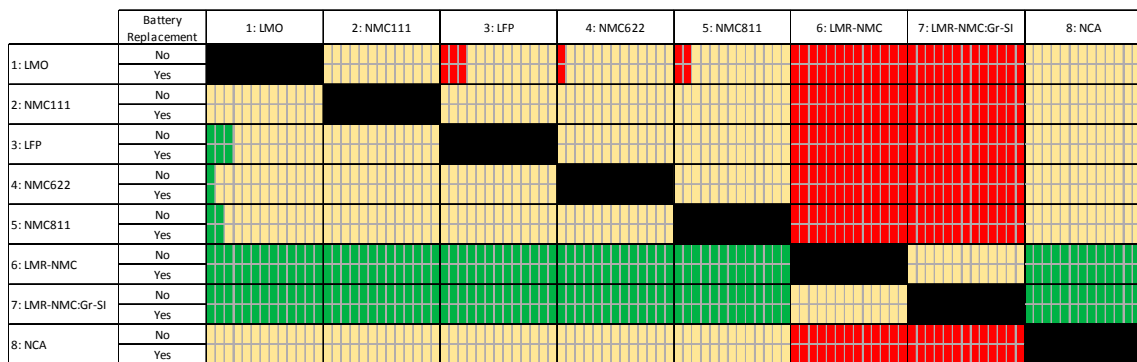 Battery
Replacement
1: LMO
2: NMC111
3: LFP
4: NMC622
5: NMC811
6: LMR-NMC
7: LMR-NMC:Gr-SI
8: NCA
1: LMO
No
Yes
2: NMC111
No
Yes
3: LFP
No
Yes
4: NMC622
No
Yes
5: NMC811
No
Yes
6: LMR-NMC
No
Yes
7: LMR-NMC:Gr-SI
No
Yes
8: NCA
No
Yes